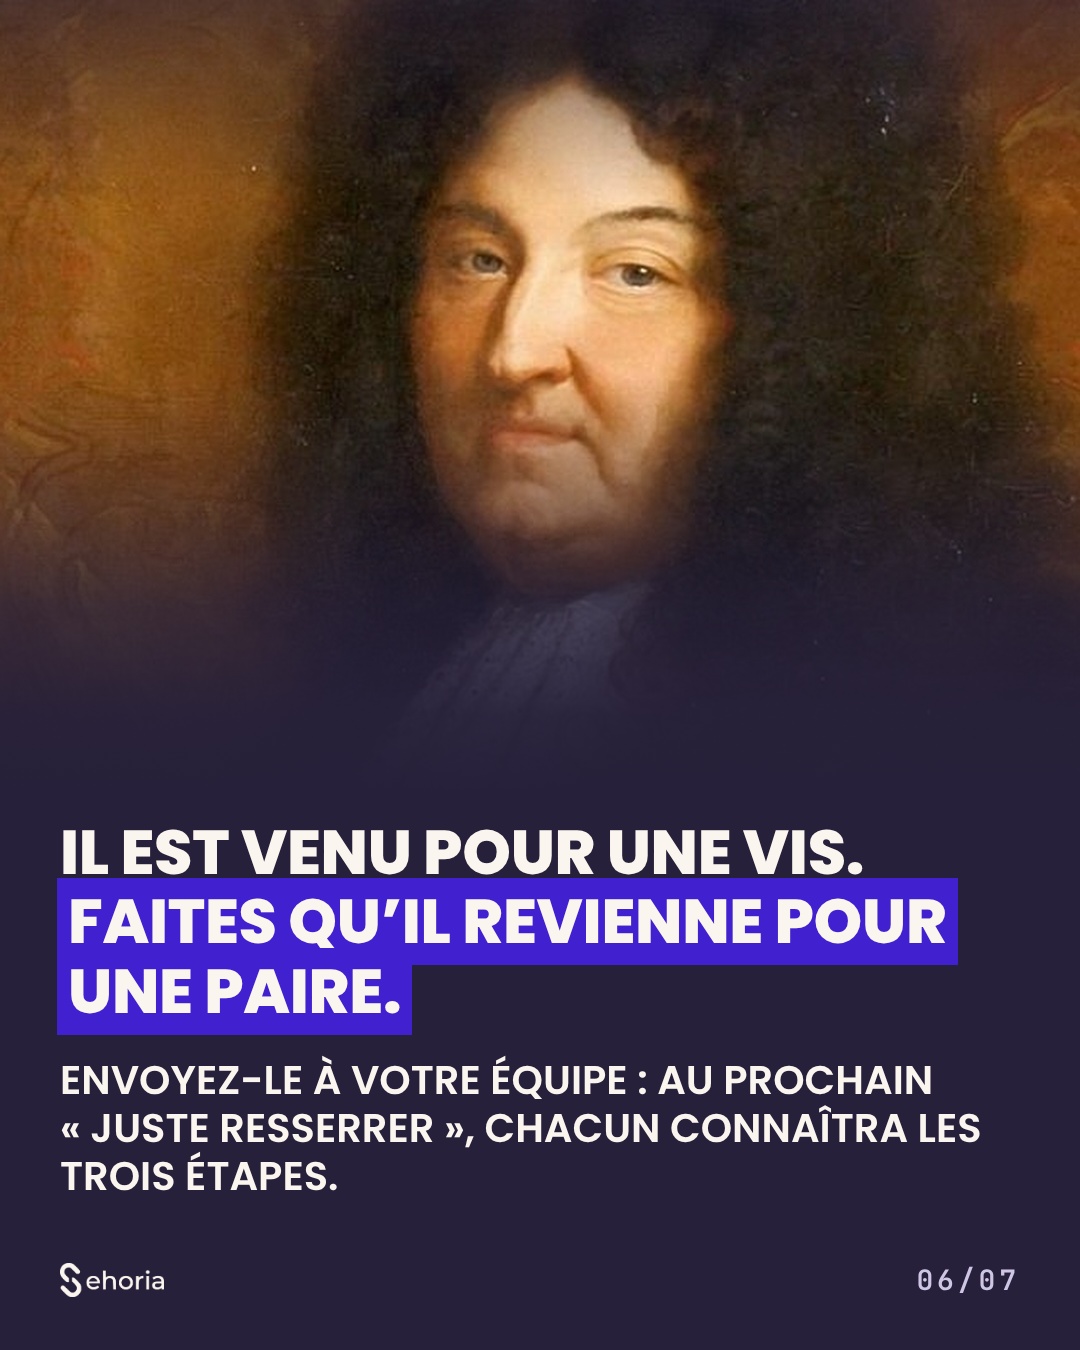 IL EST VENU POUR UNE VIS.
FAITES QU’IL REVIENNE POUR
UNE PAIRE.
ENVOYEZ-LE À VOTRE ÉQUIPE : AU PROCHAIN
« JUSTE RESSERRER », CHACUN CONNAÎTRA LES
TROIS ÉTAPES.
Sehoria
06/07